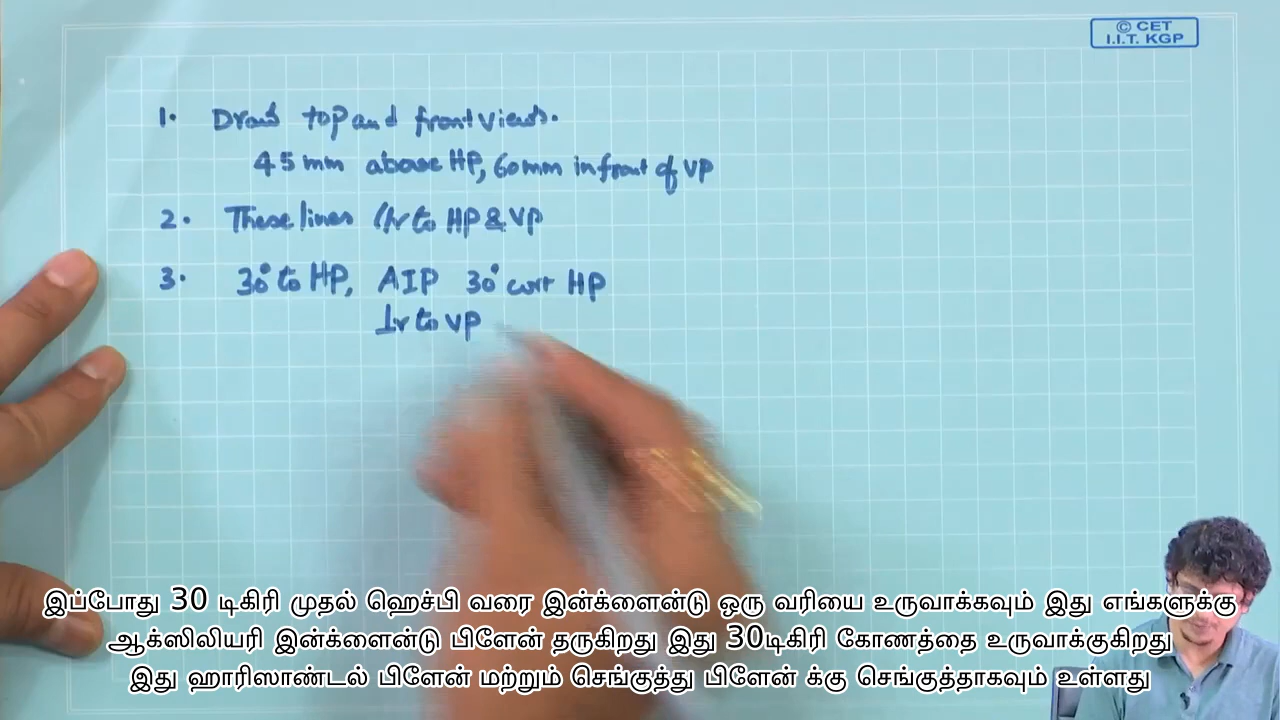 © CET
I.I.T. KGP
1. Draw top and front views.
45 mm above HP, 60mm in front of VP
2. These lines llr to HP & VP
3. 30° to HP, AIP 30° wrt HP
⊥r to VP
இப்போது 30 டிகிரி முதல் ஹெச்பி வரை இன்க்ளைன்டு ஒரு வரியை உருவாக்கவும் இது எங்களுக்கு
ஆக்ஸிலியரி இன்க்ளைன்டு பிளேன் தருகிறது இது 30டிகிரி கோணத்தை உருவாக்குகிறது
இது ஹாரிஸாண்டல் பிளேன் மற்றும் செங்குத்து பிளேன் க்கு செங்குத்தாகவும் உள்ளது